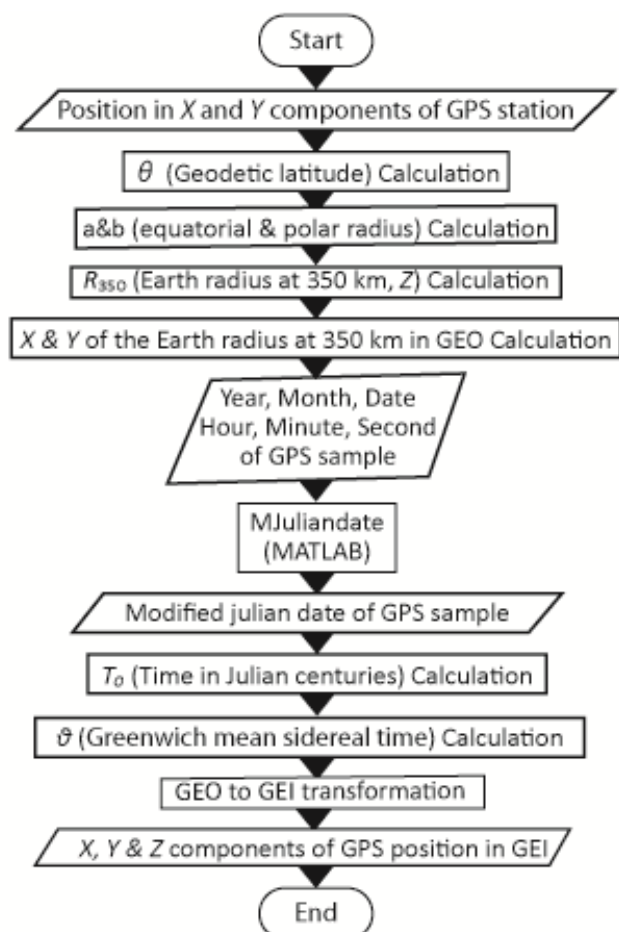 Start
Position in X and Y components of GPS station
θ (Geodetic latitude) Calculation
a&b (equatorial & polar radius) Calculation
R₃₅₀ (Earth radius at 350 km, Z) Calculation
X & Y of the Earth radius at 350 km in GEO Calculation
Year, Month, Date
Hour, Minute, Second
of GPS sample
MJuliandate
(MATLAB)
Modified julian date of GPS sample
Tₒ (Time in Julian centuries) Calculation
ϑ (Greenwich mean sidereal time) Calculation
GEO to GEI transformation
X, Y & Z components of GPS position in GEI
End